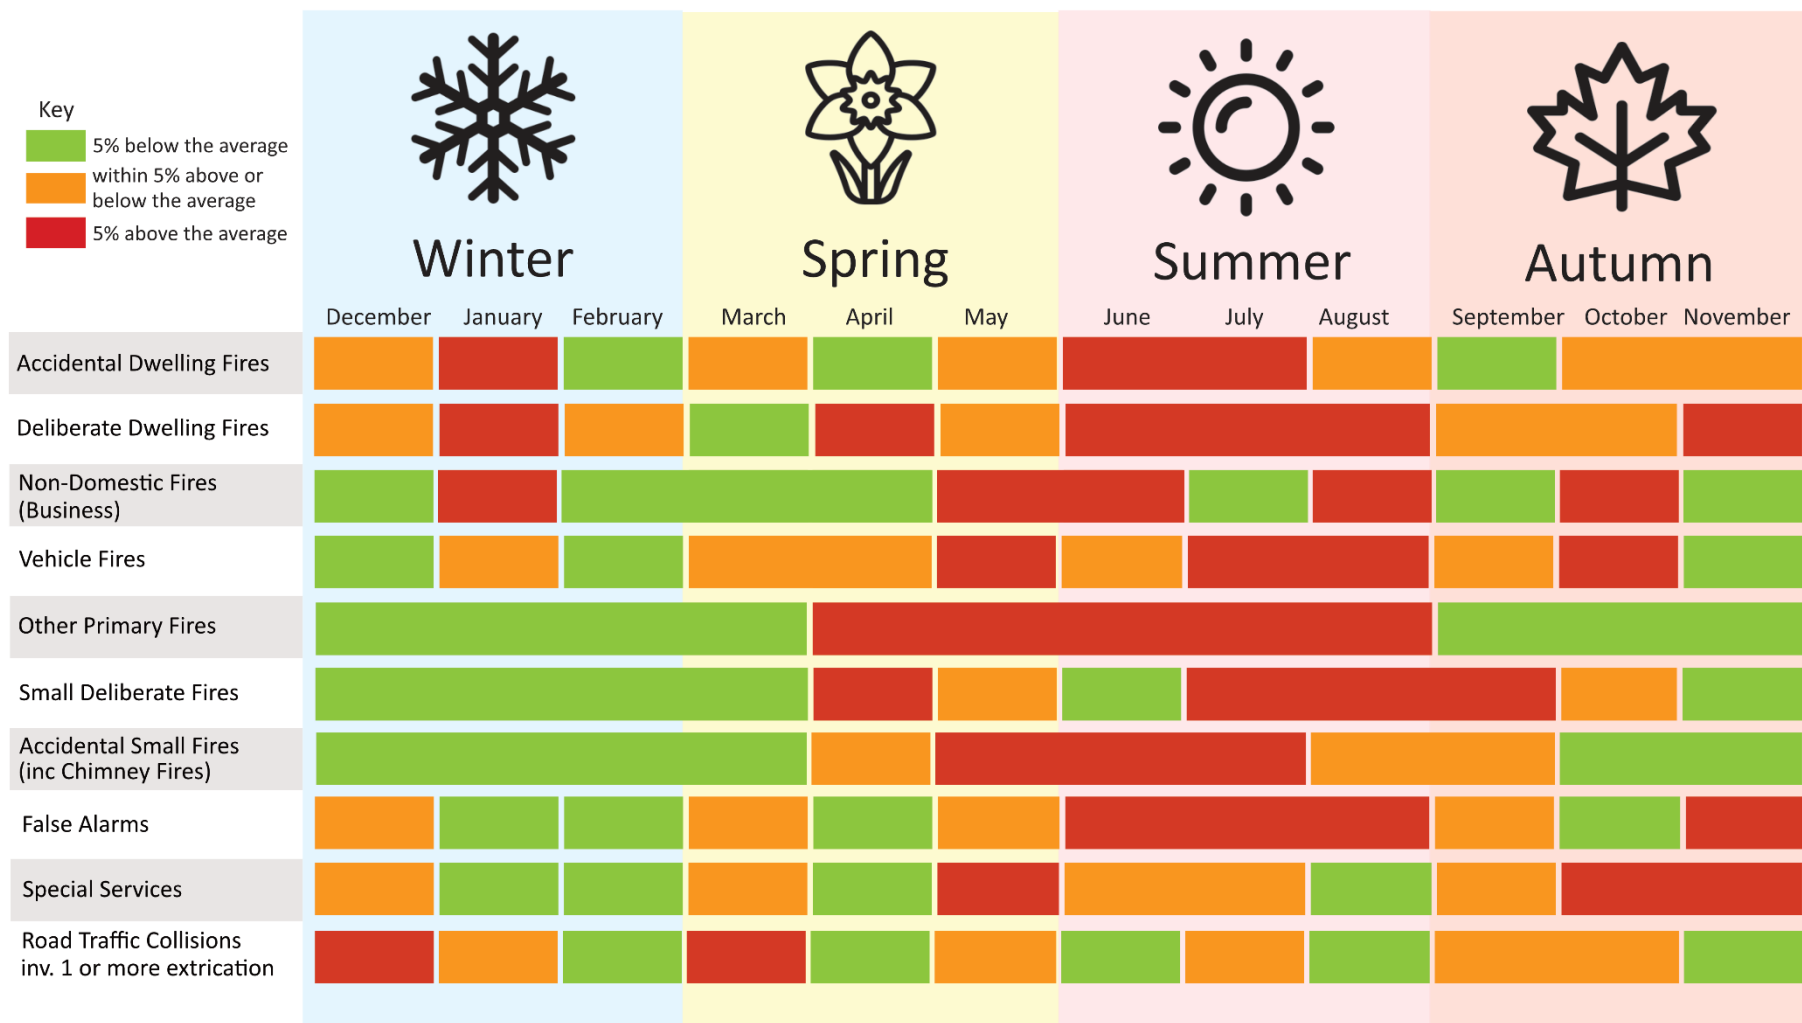 Key
5% below the average
within 5% above or
below the average
5% above the average
Winter
Spring
Summer
Autumn
December January February March April May June July August September October November
Accidental Dwelling Fires
Deliberate Dwelling Fires
Non-Domestic Fires
(Business)
Vehicle Fires
Other Primary Fires
Small Deliberate Fires
Accidental Small Fires
(inc Chimney Fires)
False Alarms
Special Services
Road Traffic Collisions
inv. 1 or more extrication